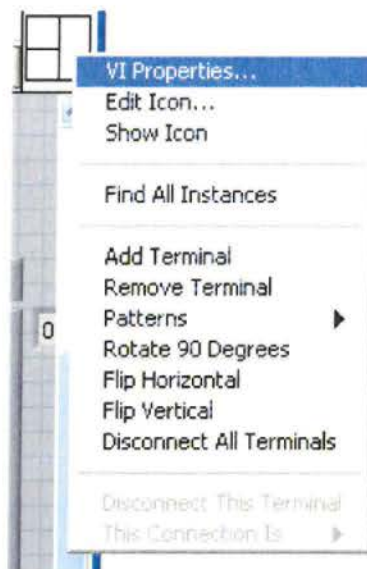 VI Properties...
Edit Icon...
Show Icon
Find All Instances
Add Terminal
Remove Terminal
Patterns
0
Rotate 90 Degrees
Flip Horizontal
Flip Vertical
Disconnect All Terminals
Disconnect This Terminal
This Connection Is